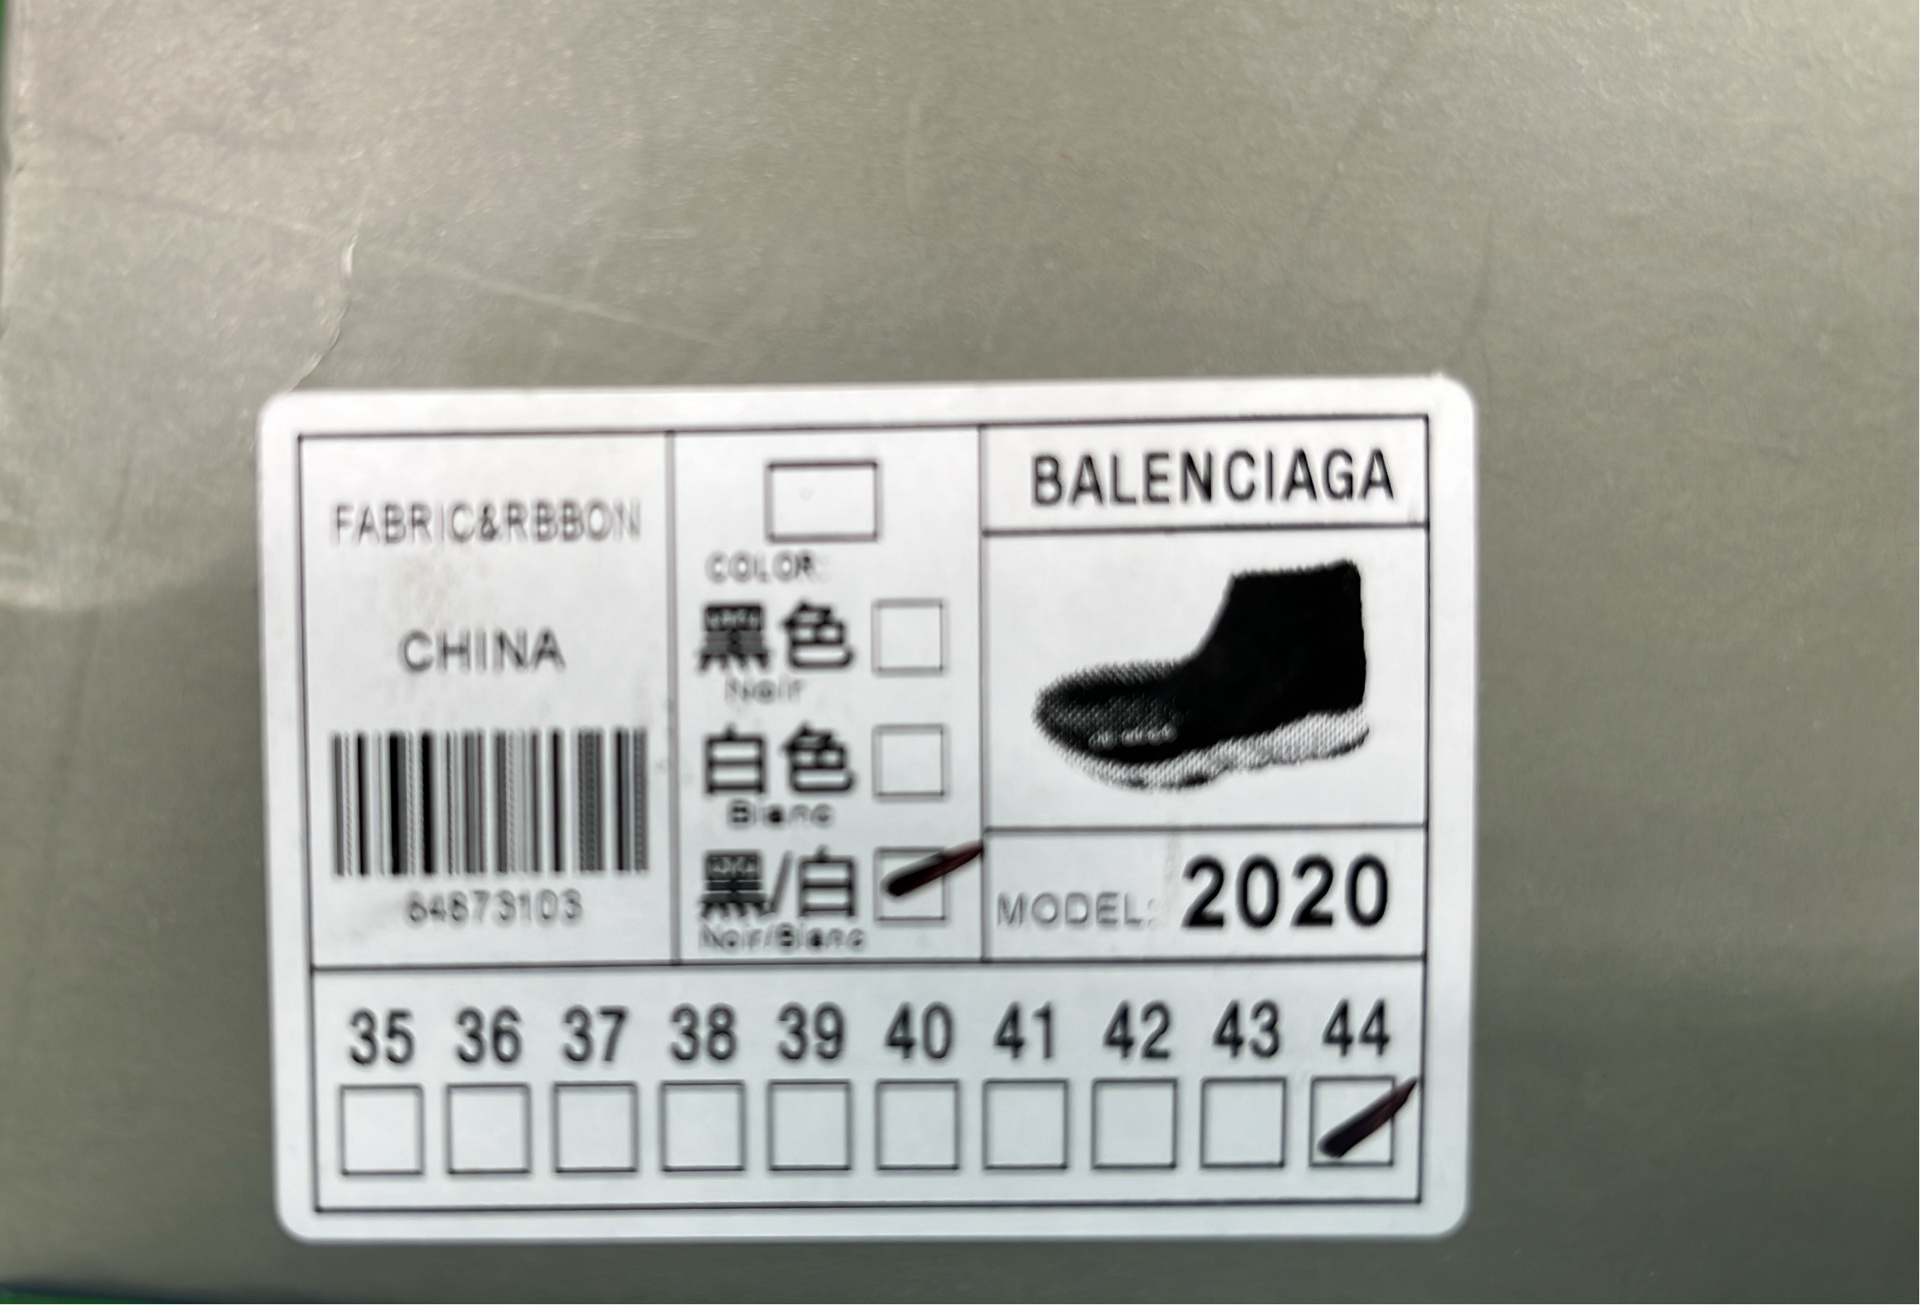 FABRIC&RBBON
CHINA
64873103
COLOR:
黑色
Noir
白色
Blanc
黑/白
Noir/Blanc
BALENCIAGA
MODEL: 2020
35 36 37 38 39 40 41 42 43 44